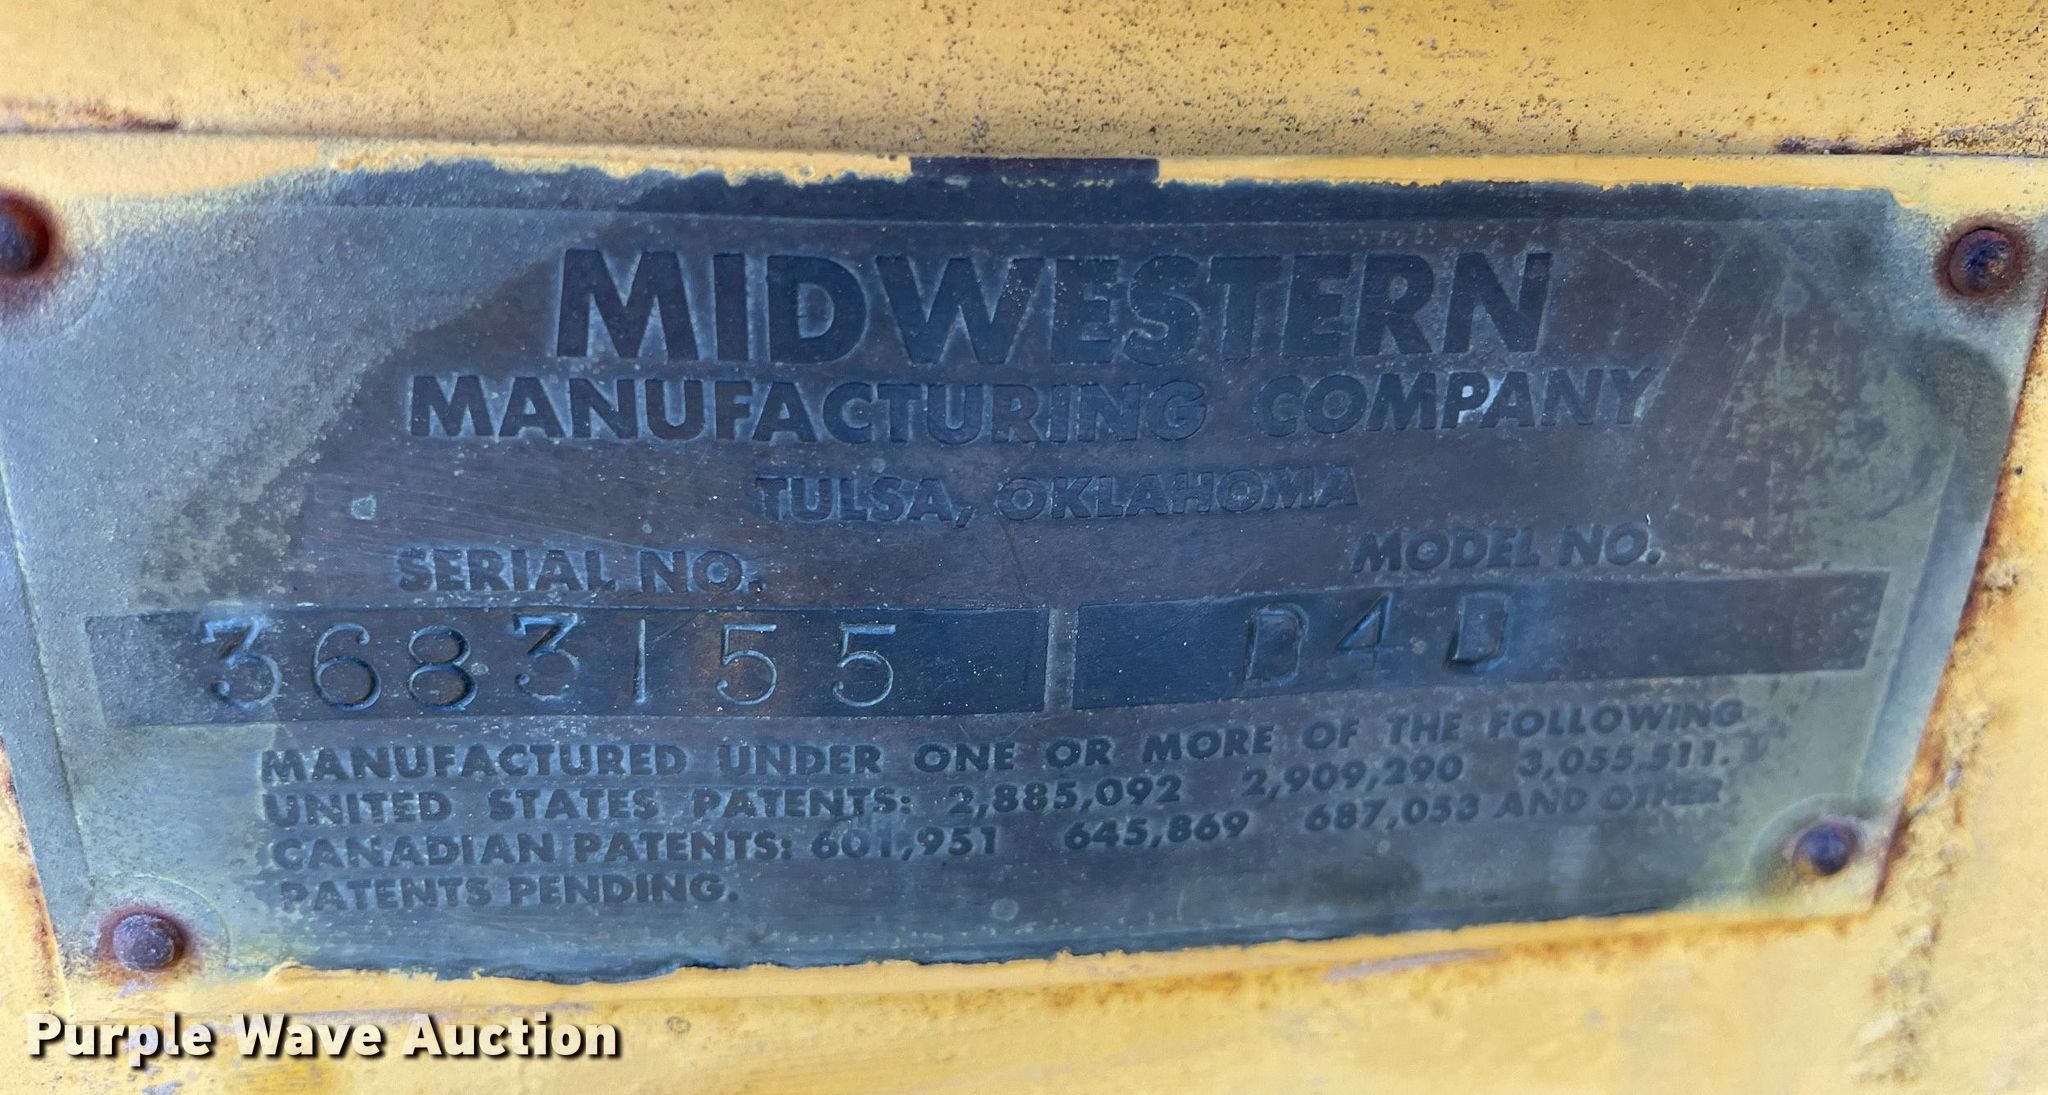 MIDWESTERN
MANUFACTURING COMPANY
TULSA, OKLAHOMA
SERIAL NO. MODEL NO.
3683155 D4D
MANUFACTURED UNDER ONE OR MORE OF THE FOLLOWING
UNITED STATES PATENTS: 2,885,092 2,909,290 3,055,511.
CANADIAN PATENTS: 601,951 645,869 687,053 AND OTHER
PATENTS PENDING.
Purple Wave Auction